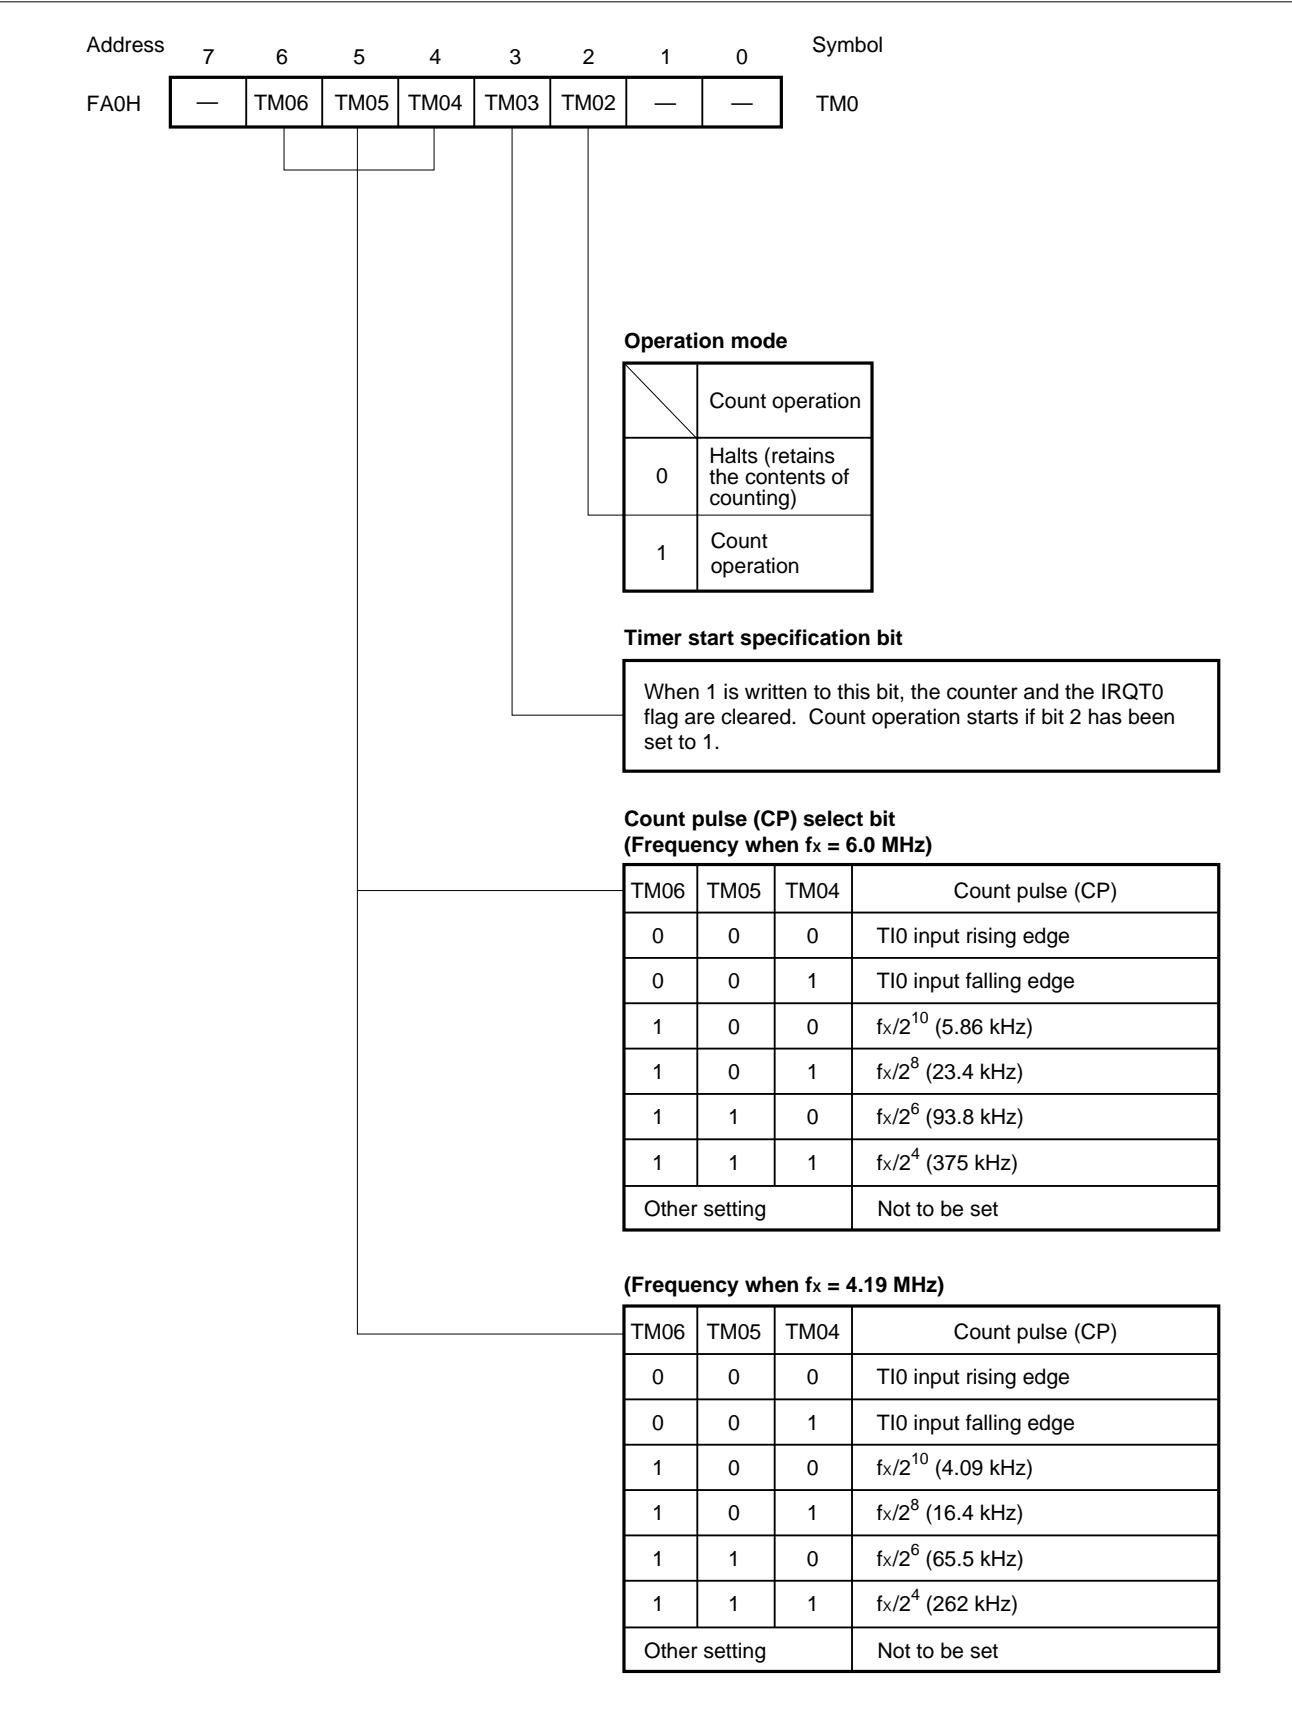 Address 7 6 5 4 3 2 1 0 Symbol
FA0H — TM06 TM05 TM04 TM03 TM02 — — TM0
Operation mode
Count operation
0 Halts (retains
the contents of
counting)
1 Count
operation
Timer start specification bit
When 1 is written to this bit, the counter and the IRQT0
flag are cleared. Count operation starts if bit 2 has been
set to 1.
Count pulse (CP) select bit
(Frequency when fX = 6.0 MHz)
TM06 TM05 TM04 Count pulse (CP)
0 0 0 TI0 input rising edge
0 0 1 TI0 input falling edge
1 0 0 fX/2^10 (5.86 kHz)
1 0 1 fX/2^8 (23.4 kHz)
1 1 0 fX/2^6 (93.8 kHz)
1 1 1 fX/2^4 (375 kHz)
Other setting Not to be set
(Frequency when fX = 4.19 MHz)
TM06 TM05 TM04 Count pulse (CP)
0 0 0 TI0 input rising edge
0 0 1 TI0 input falling edge
1 0 0 fX/2^10 (4.09 kHz)
1 0 1 fX/2^8 (16.4 kHz)
1 1 0 fX/2^6 (65.5 kHz)
1 1 1 fX/2^4 (262 kHz)
Other setting Not to be set